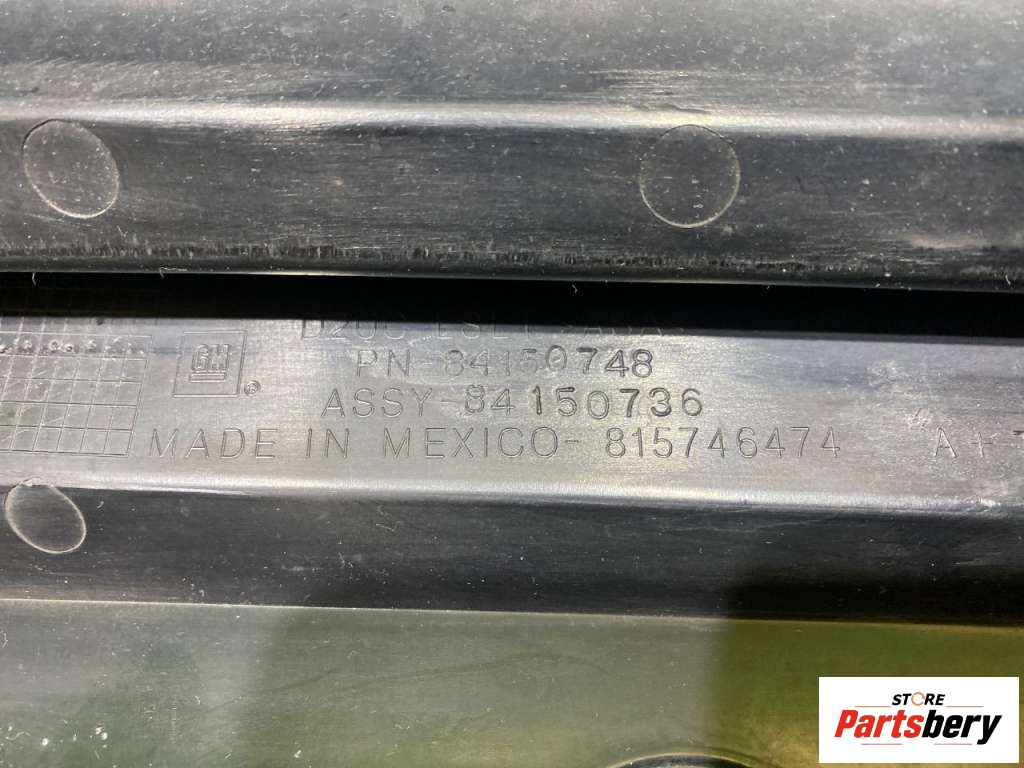 GM
PN-84150748
ASSY-84150736
MADE IN MEXICO- 815746474 A+
STORE
Partsbery